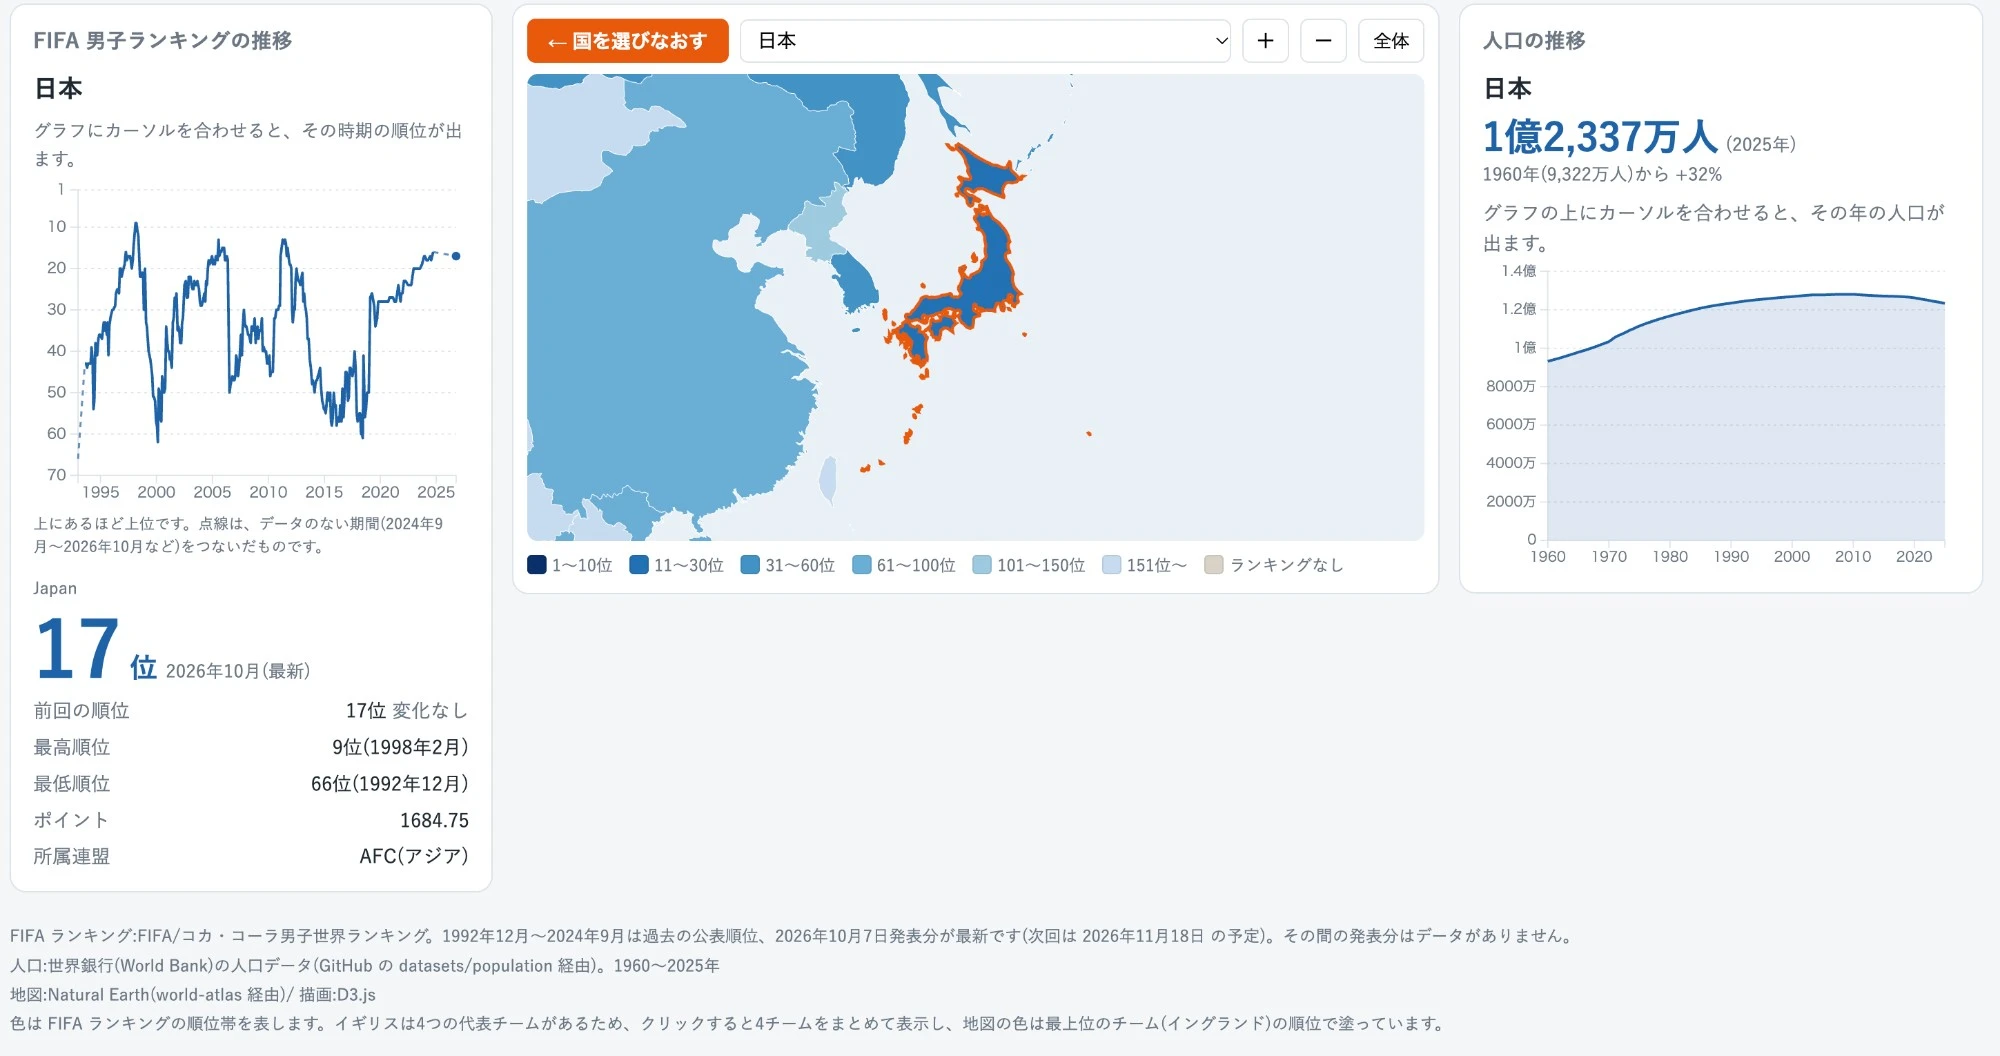 FIFA 男子ランキングの推移
日本
グラフにカーソルを合わせると、その時期の順位が出
ます。
1
10
20
30
40
50
60
70
1995 2000 2005 2010 2015 2020 2025
上にあるほど上位です。点線は、データのない期間(2024年9
月〜2026年10月など)をつないだものです。
Japan
17 位 2026年10月(最新)
前回の順位 17位 変化なし
最高順位 9位(1998年2月)
最低順位 66位(1992年12月)
ポイント 1684.75
所属連盟 AFC(アジア)
← 国を選びなおす 日本 + − 全体
1〜10位 11〜30位 31〜60位 61〜100位 101〜150位 151位〜 ランキングなし
人口の推移
日本
1億2,337万人 (2025年)
1960年(9,322万人)から +32%
グラフの上にカーソルを合わせると、その年の人口が
出ます。
1.4億
1.2億
1億
8000万
6000万
4000万
2000万
0
1960 1970 1980 1990 2000 2010 2020
FIFA ランキング:FIFA/コカ・コーラ男子世界ランキング。1992年12月〜2024年9月は過去の公表順位、2026年10月7日発表分が最新です(次回は 2026年11月18日 の予定)。その間の発表分はデータがありません。
人口:世界銀行(World Bank)の人口データ(GitHub の datasets/population 経由)。1960〜2025年
地図:Natural Earth(world-atlas 経由)/ 描画:D3.js
色は FIFA ランキングの順位帯を表します。イギリスは4つの代表チームがあるため、クリックすると4チームをまとめて表示し、地図の色は最上位のチーム(イングランド)の順位で塗っています。